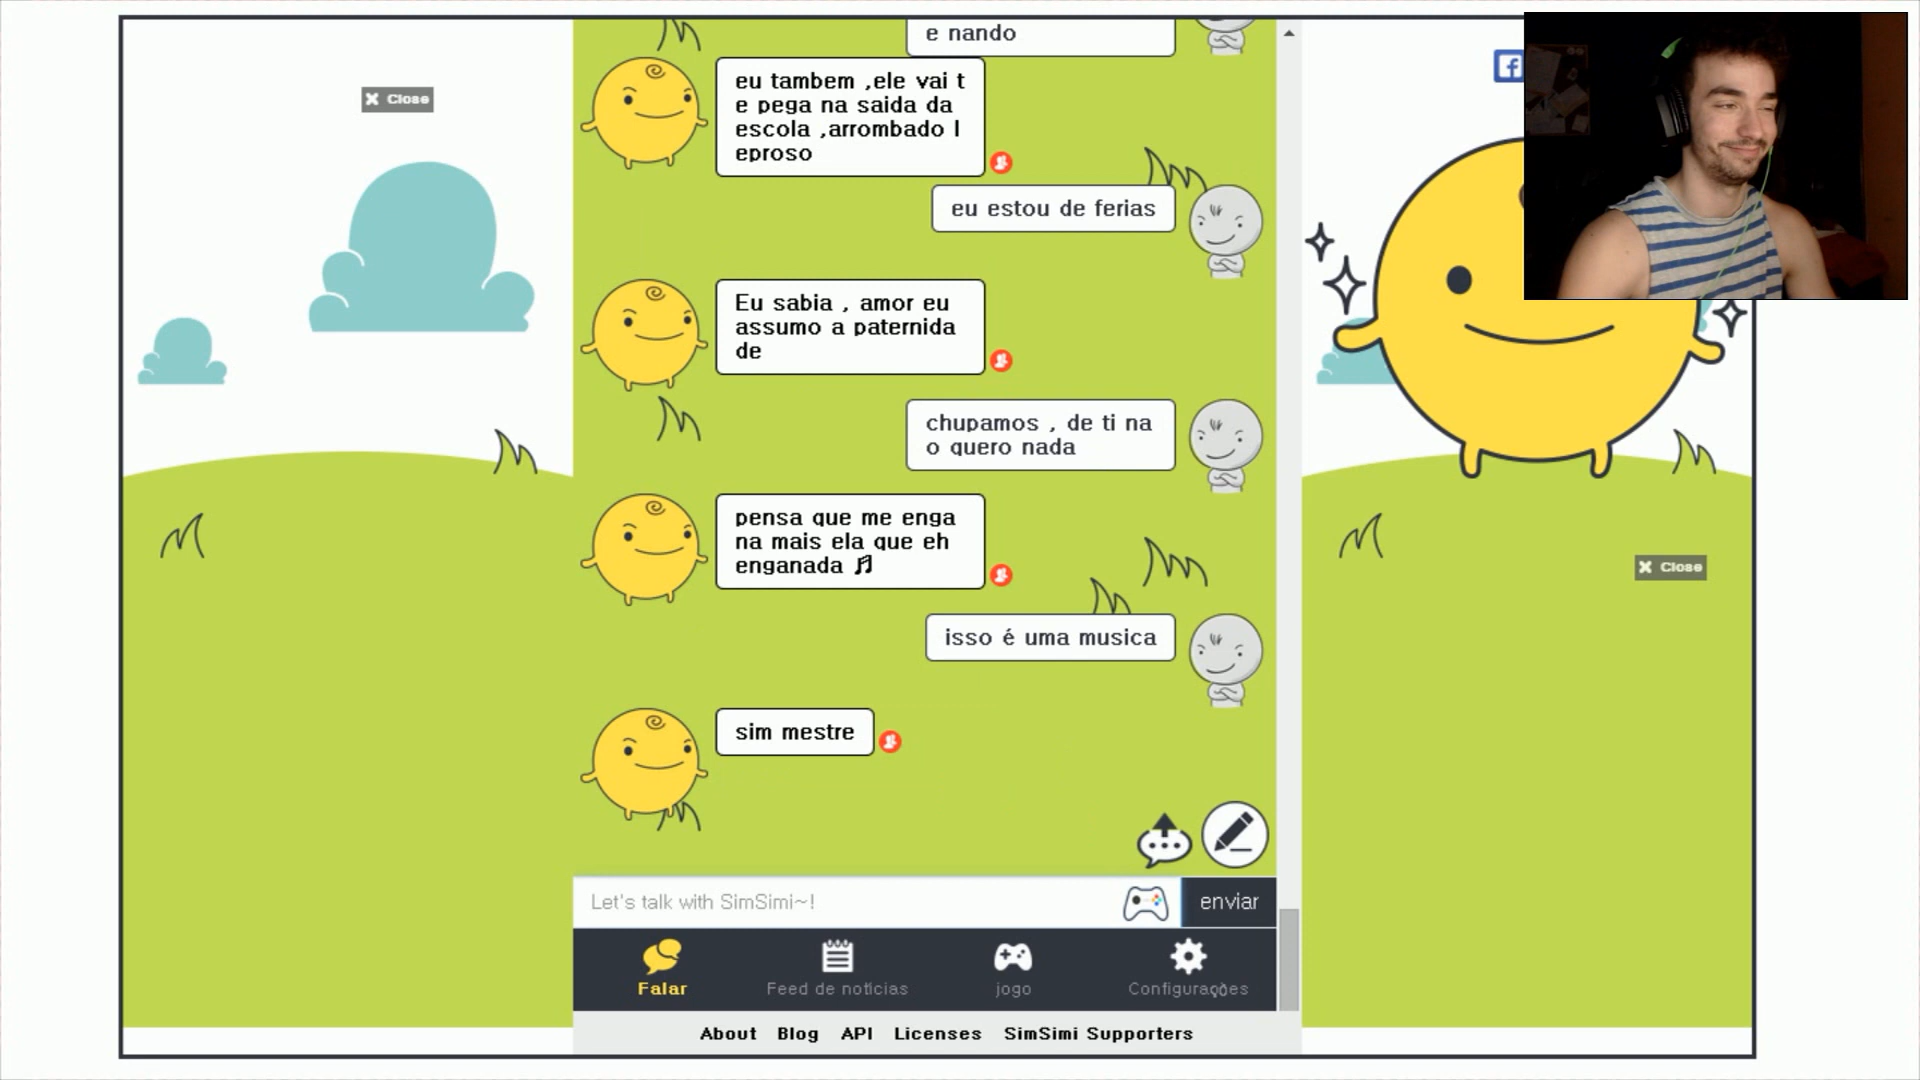 e nando
eu tambem ,ele vai t
e pega na saida da
escola ,arrombado l
eproso
eu estou de ferias
Eu sabia , amor eu
assumo a paternida
de
chupamos , de ti na
o quero nada
pensa que me enga
na mais ela que eh
enganada 🎵
isso é uma musica
sim mestre
Let's talk with SimSimi~!
enviar
Falar
Feed de notícias
jogo
Configurações
About Blog API Licenses SimSimi Supporters
X Close
X Close